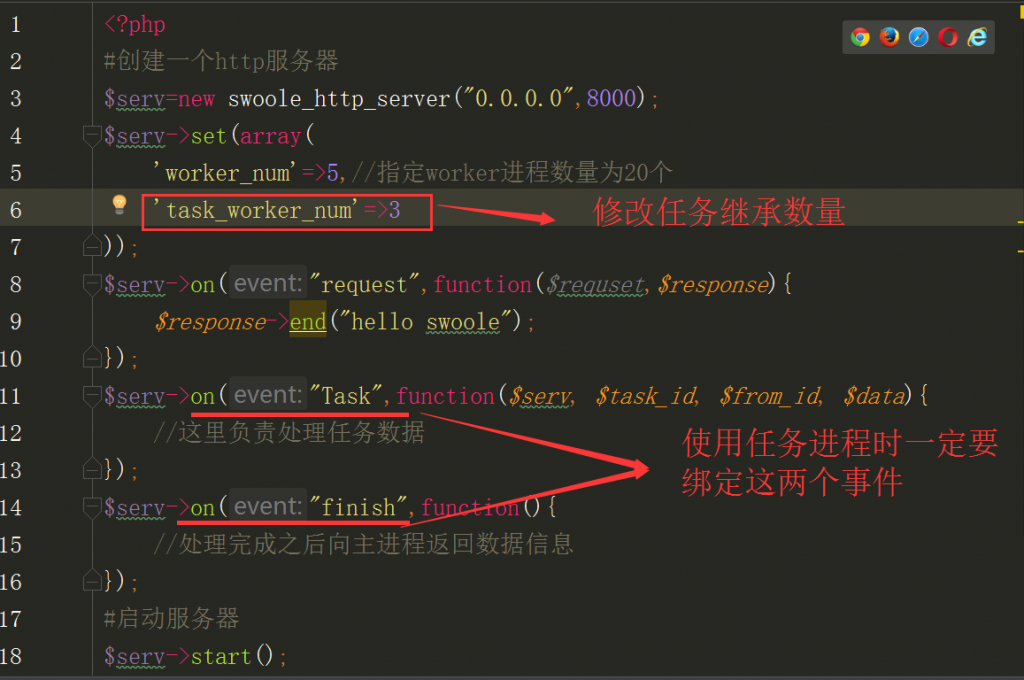 1 <?php
2 #创建一个http服务器
3 $serv=new swoole_http_server("0.0.0.0",8000);
4 $serv->set(array(
5 'worker_num'=>5,//指定worker进程数量为20个
6 'task_worker_num'=>3 修改任务继承数量
7 ));
8 $serv->on( event: "request",function($requset,$response){
9 $response->end("hello swoole");
10 });
11 $serv->on( event: "Task",function($serv, $task_id, $from_id, $data){
12 //这里负责处理任务数据
使用任务进程时一定要
13 });
绑定这两个事件
14 $serv->on( event: "finish",function(){
15 //处理完成之后向主进程返回数据信息
16 });
17 #启动服务器
18 $serv->start();